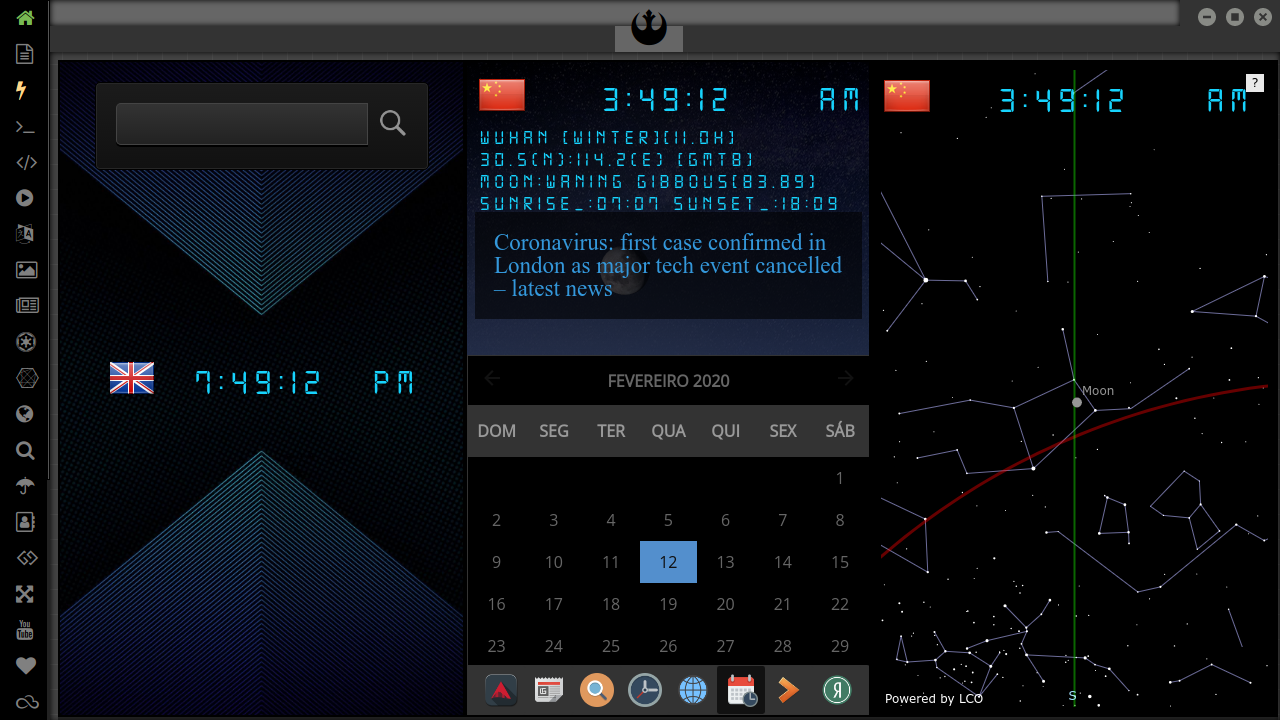 3:49:12 AM
3:49:12 AM
?
WUHAN (WINTER)(11.0H)
30.5(N):114.2(E) (GMT8)
MOON:WANING GIBBOUS(83.89)
SUNRISE_:07:07 SUNSET_:18:09
Coronavirus: first case confirmed in
London as major tech event cancelled
– latest news
7:49:12 PM
FEVEREIRO 2020
DOM SEG TER QUA QUI SEX SÁB
1
2 3 4 5 6 7 8
9 10 11 12 13 14 15
16 17 18 19 20 21 22
23 24 25 26 27 28 29
Moon
S
Powered by LCO
You
Tube
Я